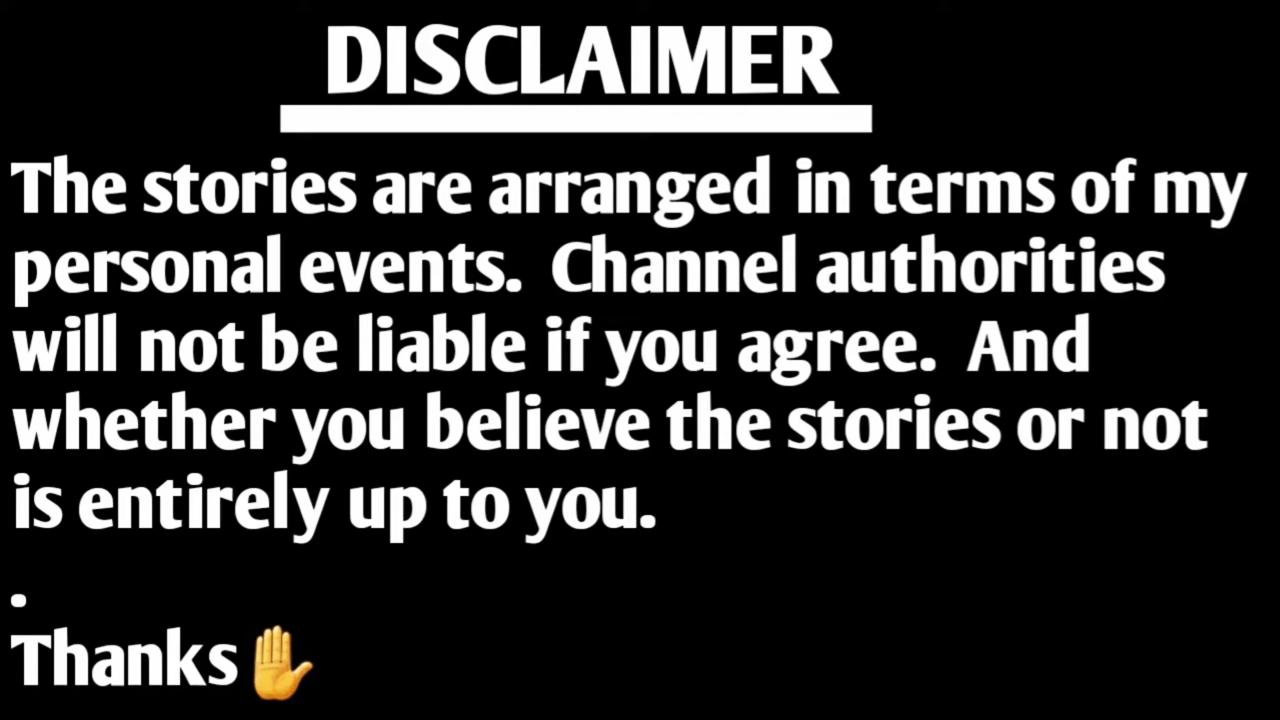 DISCLAIMER
The stories are arranged in terms of my
personal events. Channel authorities
will not be liable if you agree. And
whether you believe the stories or not
is entirely up to you.
.
Thanks✋